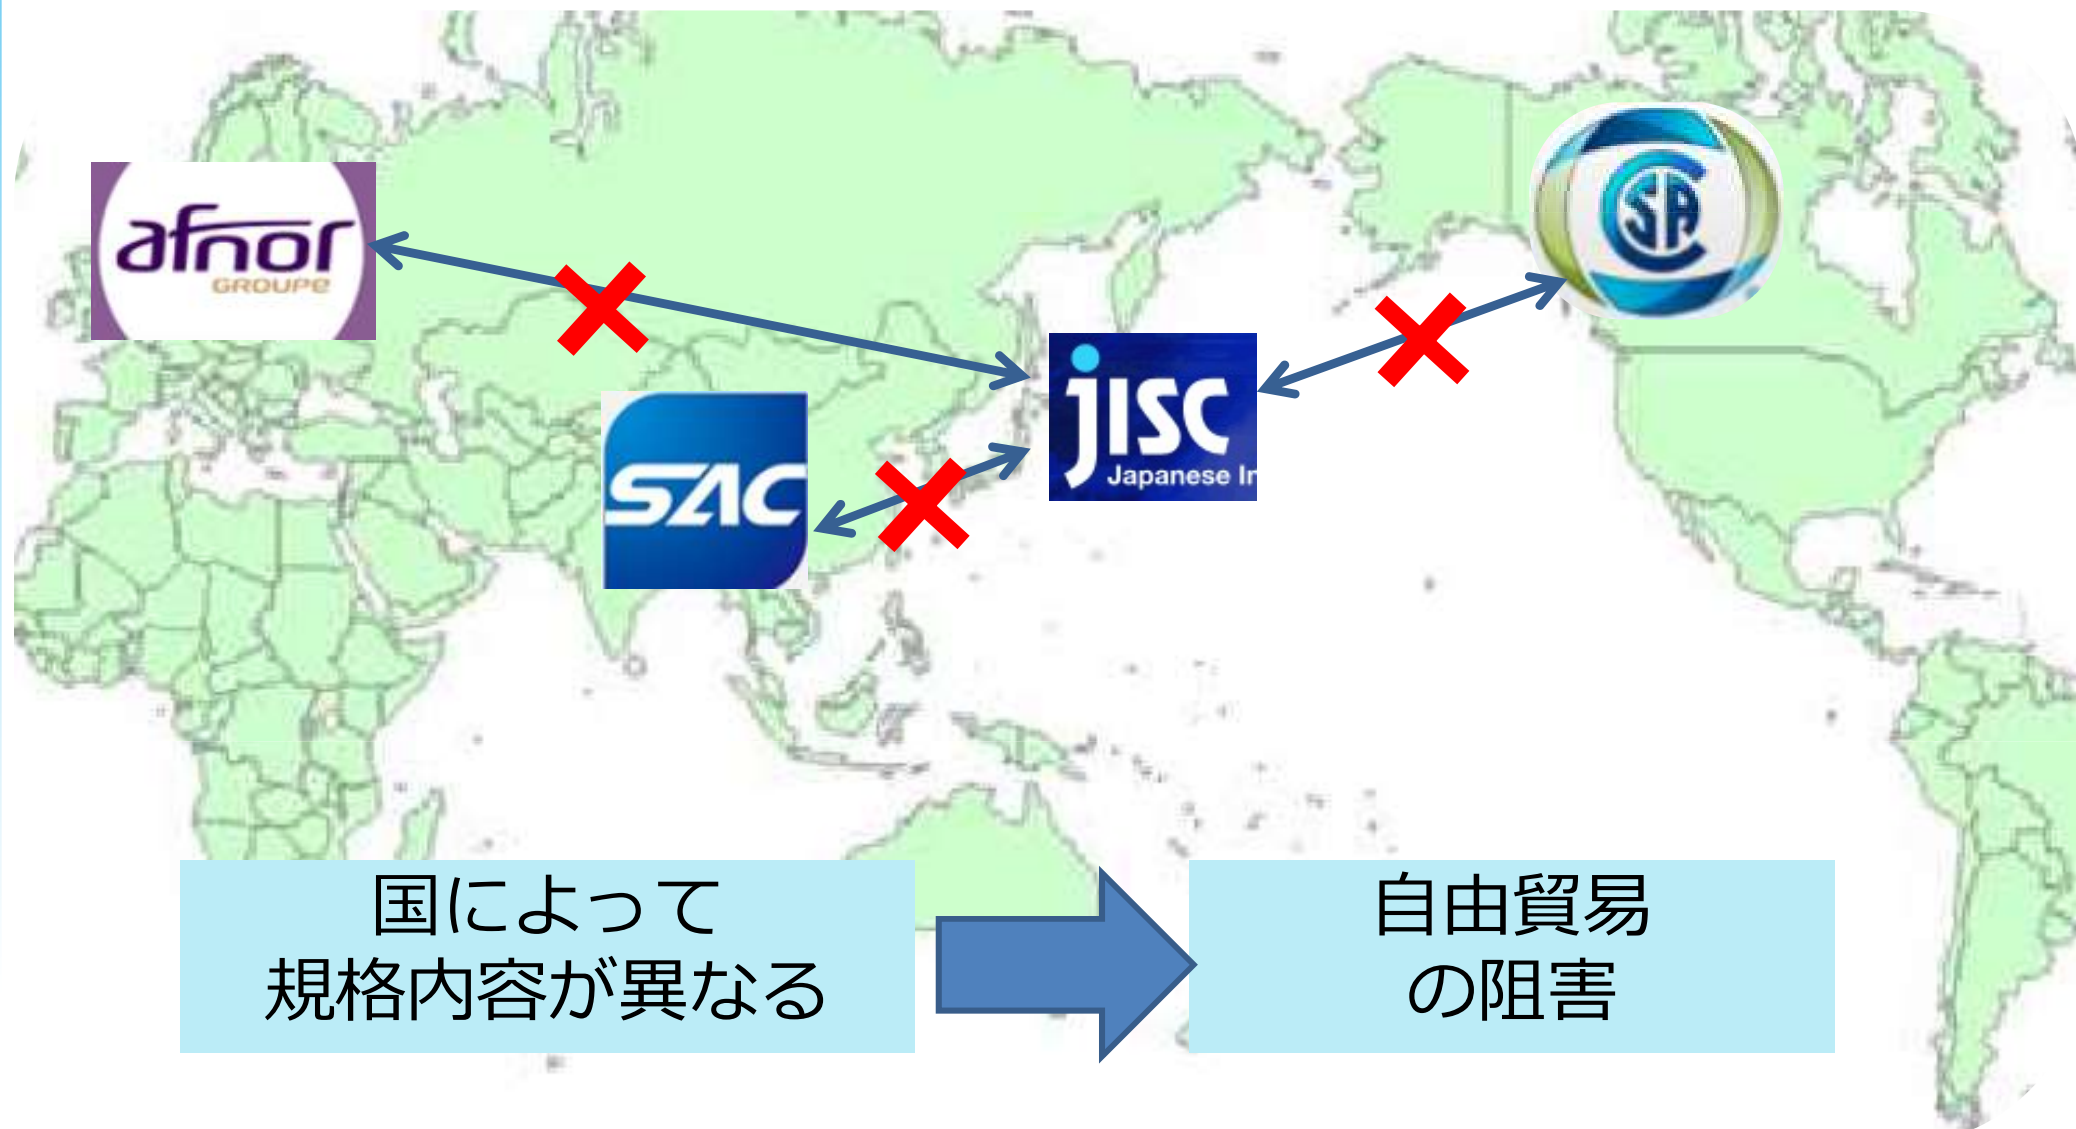 afnor
GROUPE
CSA
SAC
jISC
Japanese In
国によって
規格内容が異なる
自由貿易
の阻害